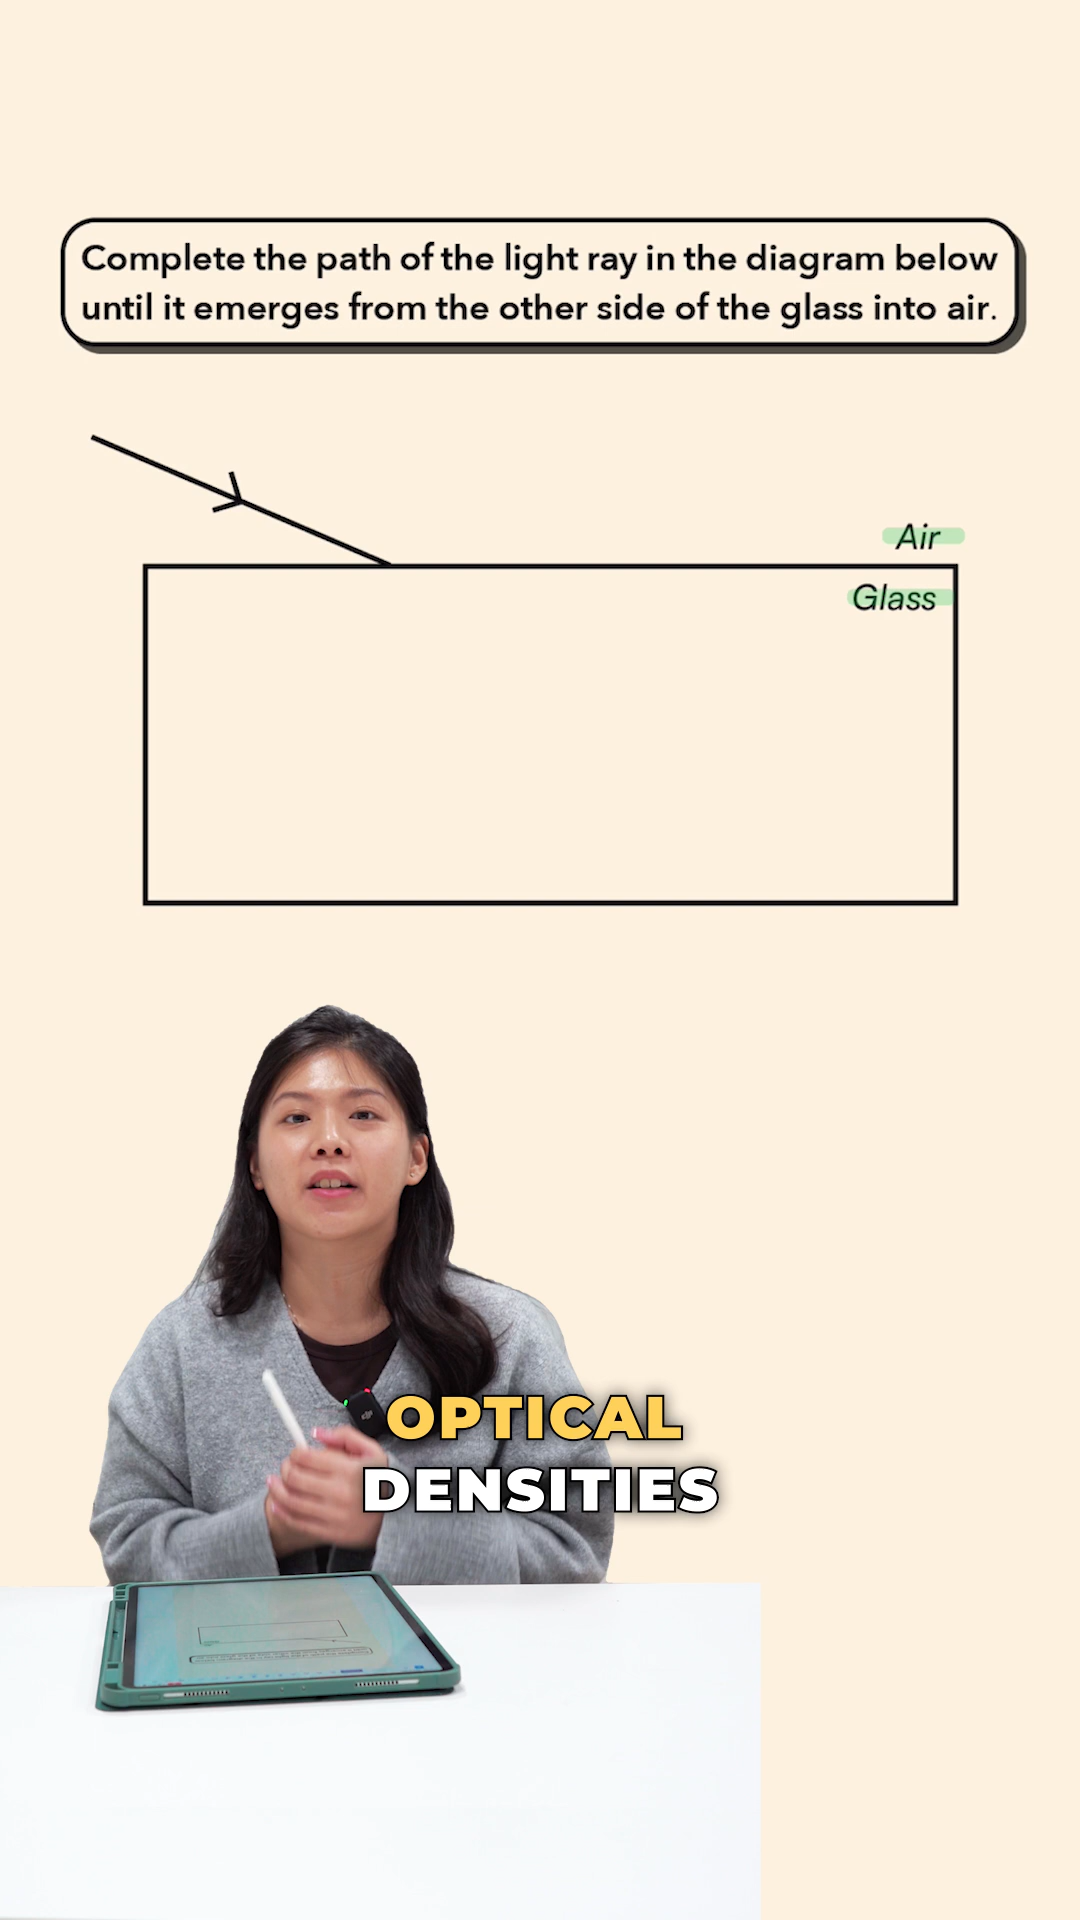 Complete the path of the light ray in the diagram below
until it emerges from the other side of the glass into air.
Air
Glass
OPTICAL
DENSITIES